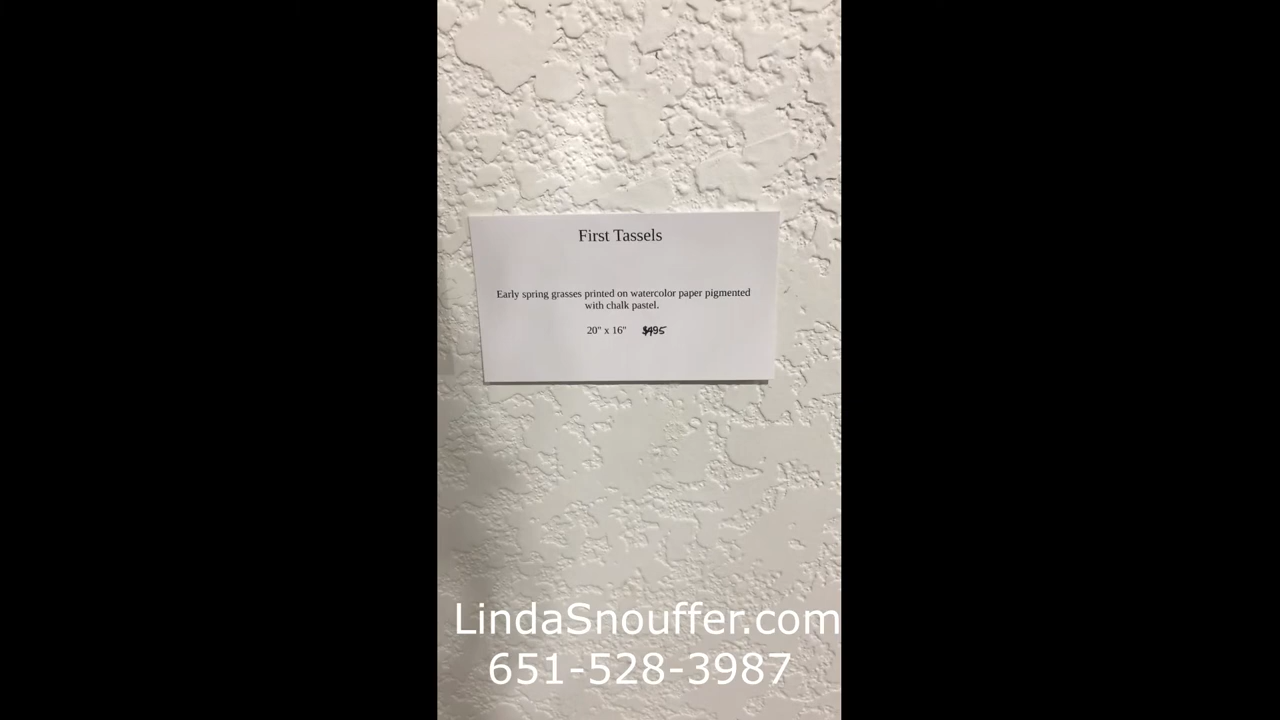 First Tassels
Early spring grasses printed on watercolor paper pigmented
with chalk pastel.
20" x 16" $495
LindaSnouffer.com
651-528-3987